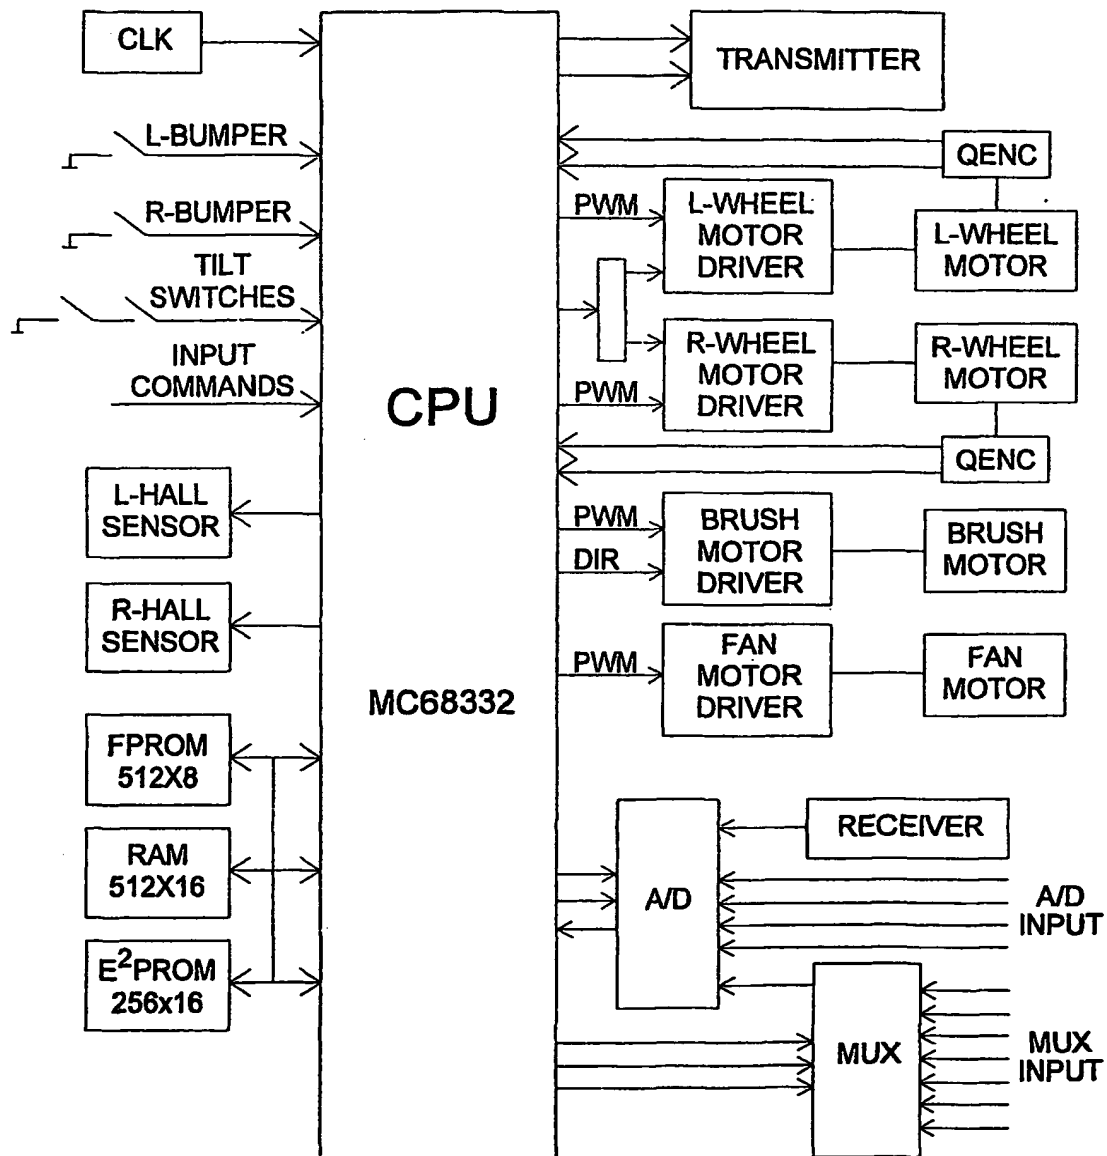 CLK
TRANSMITTER
L-BUMPER
QENC
R-BUMPER
PWM
L-WHEEL
MOTOR
DRIVER
L-WHEEL
MOTOR
TILT
SWITCHES
INPUT
COMMANDS
CPU
R-WHEEL
MOTOR
DRIVER
R-WHEEL
MOTOR
PWM
QENC
L-HALL
SENSOR
PWM
DIR
BRUSH
MOTOR
DRIVER
BRUSH
MOTOR
R-HALL
SENSOR
PWM
FAN
MOTOR
DRIVER
FAN
MOTOR
MC68332
FPROM
512X8
RECEIVER
RAM
512X16
A/D
A/D
INPUT
E²PROM
256x16
MUX
MUX
INPUT